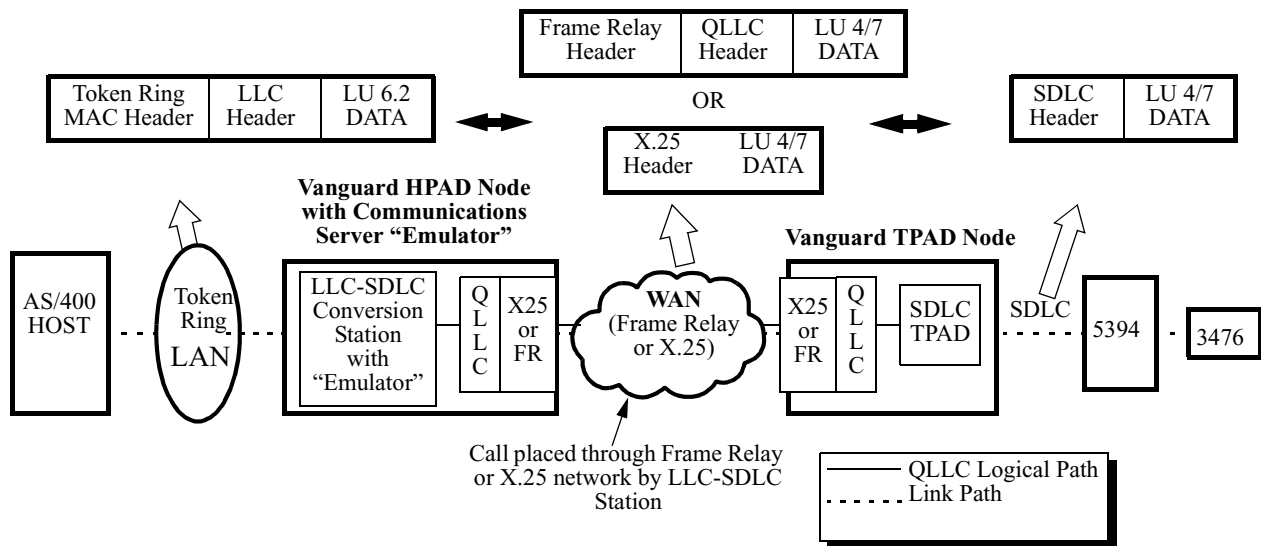 Frame Relay
Header
QLLC
Header
LU 4/7
DATA
Token Ring
MAC Header
LLC
Header
LU 6.2
DATA
OR
SDLC
Header
LU 4/7
DATA
X.25
Header
LU 4/7
DATA
Vanguard HPAD Node
with Communications
Server “Emulator”
Vanguard TPAD Node
AS/400
HOST
Token
Ring
LAN
LLC-SDLC
Conversion
Station
with
“Emulator”
Q
L
L
C
X25
or
FR
WAN
(Frame Relay
or X.25)
X25
or
FR
Q
L
L
C
SDLC
TPAD
SDLC
5394
3476
Call placed through Frame Relay
or X.25 network by LLC-SDLC
Station
QLLC Logical Path
Link Path